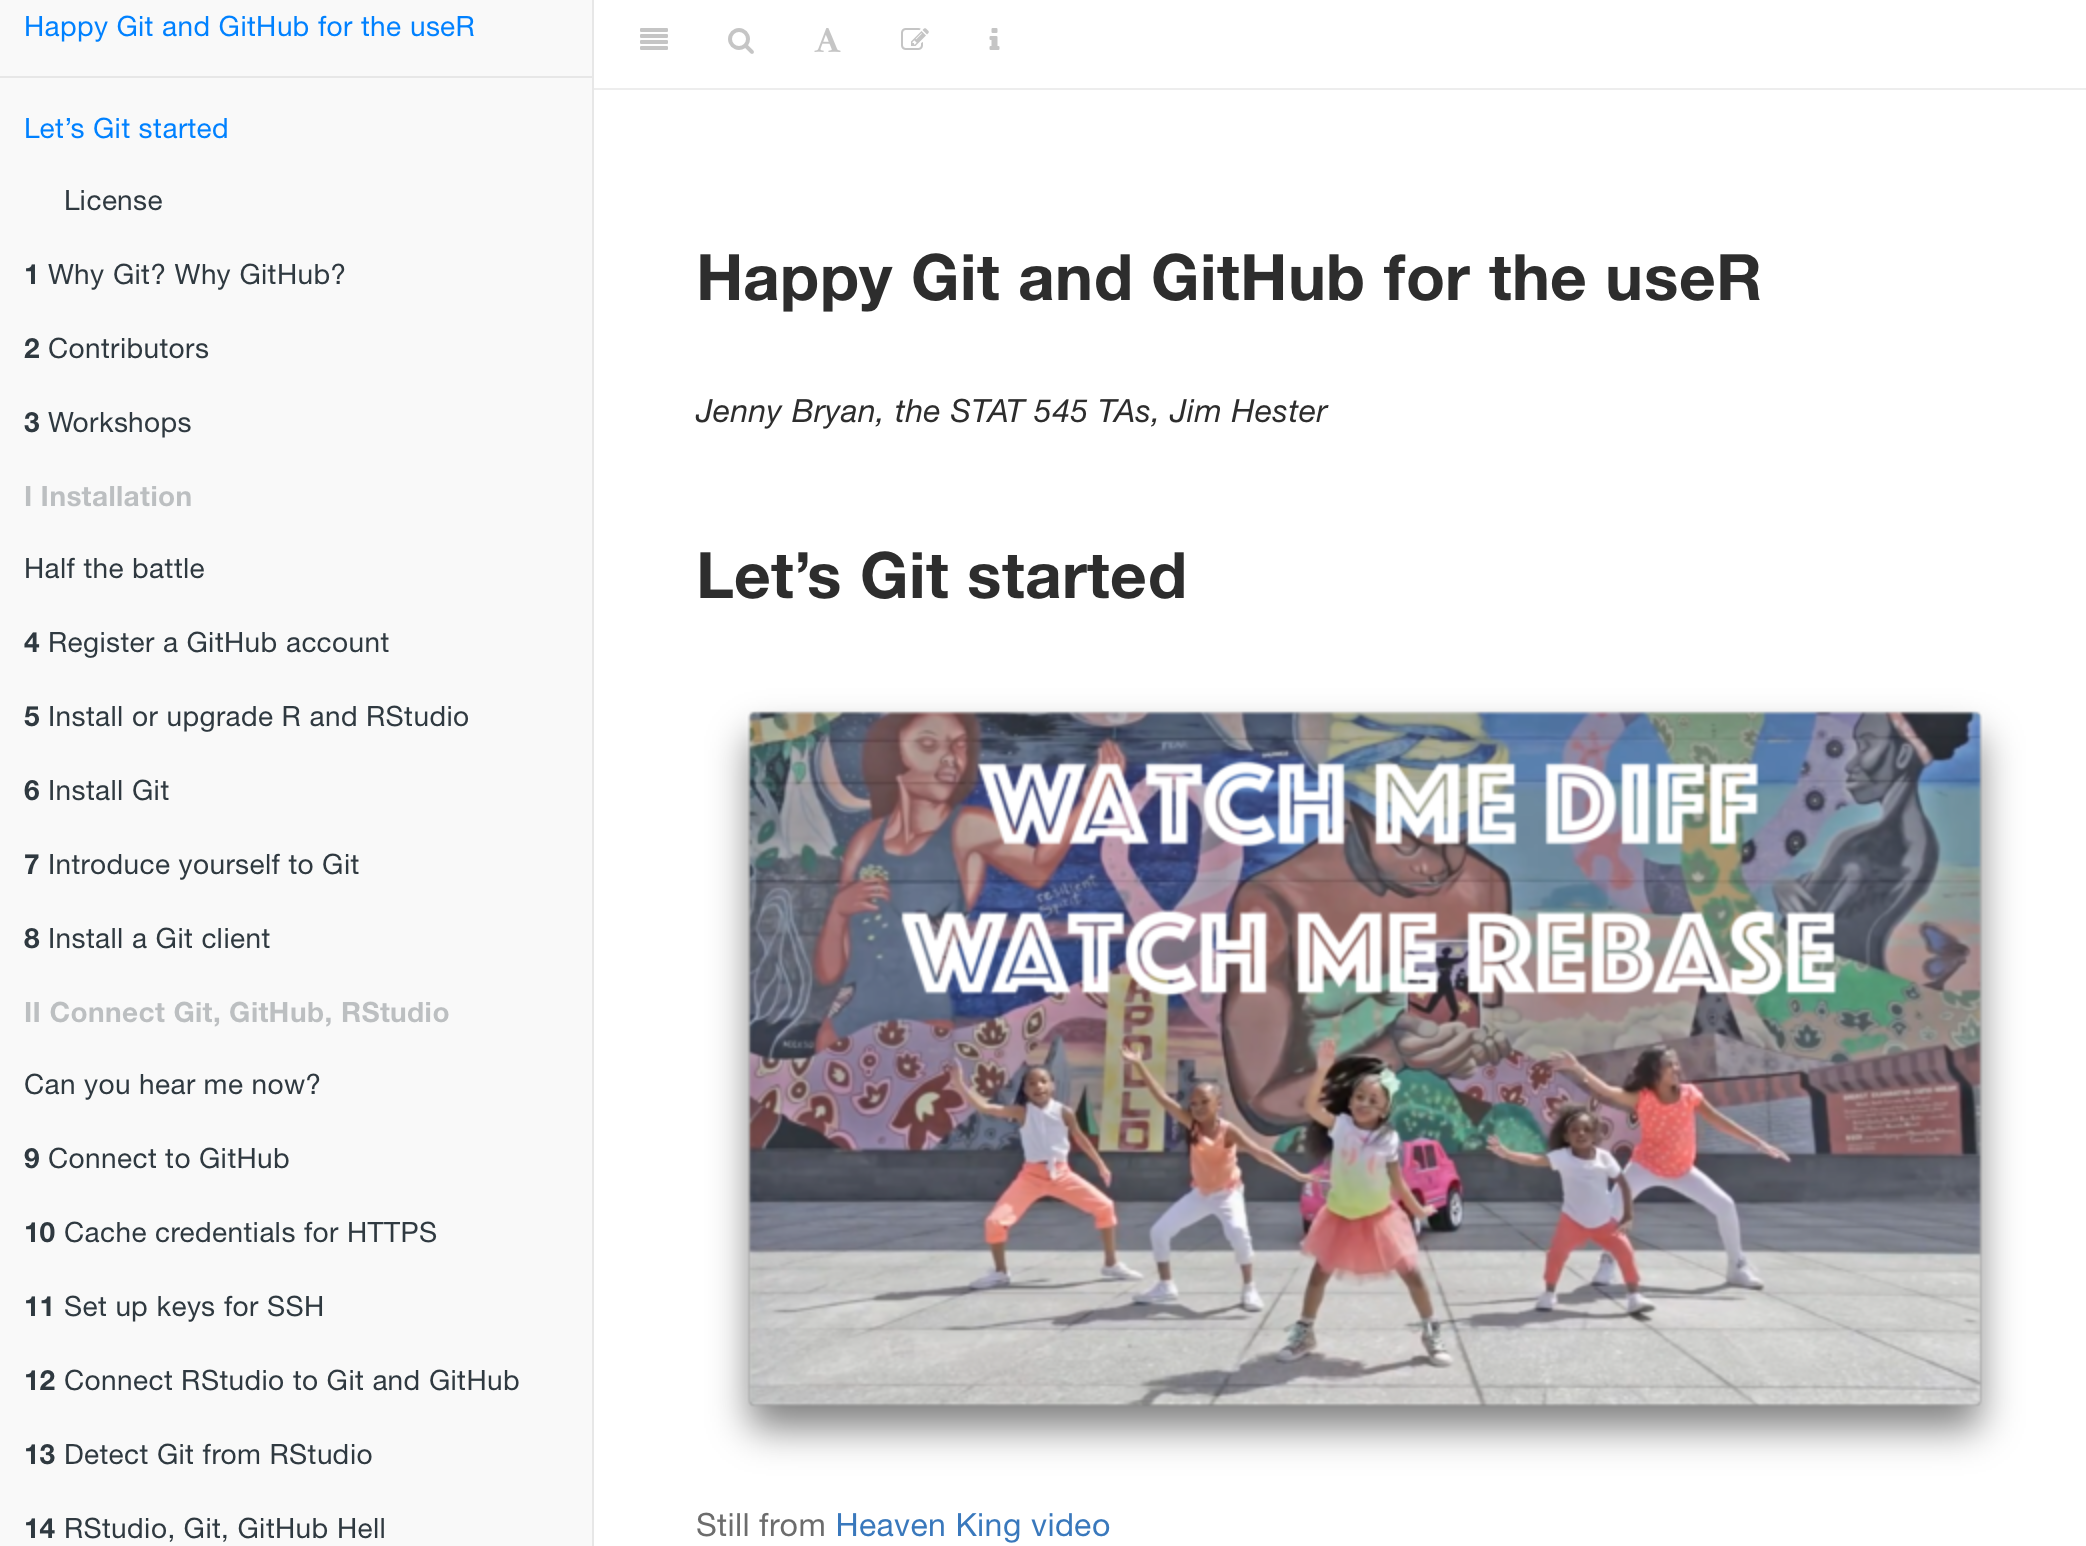 Happy Git and GitHub for the useR
Let’s Git started
License
1 Why Git? Why GitHub?
2 Contributors
3 Workshops
I Installation
Half the battle
4 Register a GitHub account
5 Install or upgrade R and RStudio
6 Install Git
7 Introduce yourself to Git
8 Install a Git client
II Connect Git, GitHub, RStudio
Can you hear me now?
9 Connect to GitHub
10 Cache credentials for HTTPS
11 Set up keys for SSH
12 Connect RStudio to Git and GitHub
13 Detect Git from RStudio
14 RStudio, Git, GitHub Hell
Happy Git and GitHub for the useR
Jenny Bryan, the STAT 545 TAs, Jim Hester
Let’s Git started
WATCH ME DIFF
WATCH ME REBASE
resilient
spirit
APOLLO
Still from Heaven King video